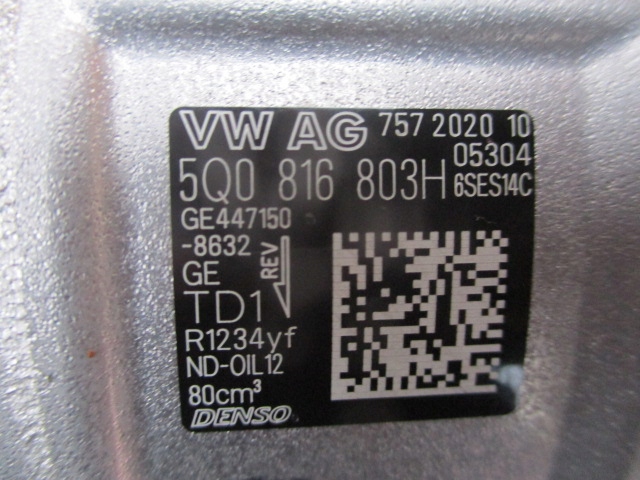 VW AG 757 2020 10
05304
5Q0 816 803H 6SES14C
GE447150
-8632
REV
GE
TD1
R1234yf
ND-OIL12
80cm³
DENSO